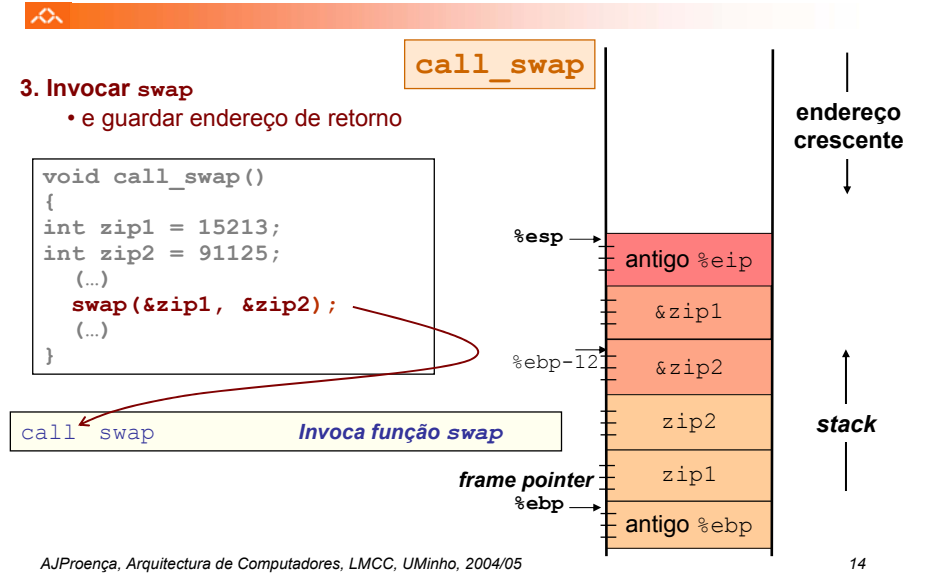 call_swap
3. Invocar swap
• e guardar endereço de retorno
void call_swap()
{
int zip1 = 15213;
int zip2 = 91125;
(…)
swap(&zip1, &zip2);
(…)
}
call swap Invoca função swap
endereço
crescente
%esp
antigo %eip
&zip1
%ebp-12
&zip2
zip2
stack
frame pointer
zip1
%ebp
antigo %ebp
AJProença, Arquitectura de Computadores, LMCC, UMinho, 2004/05 14